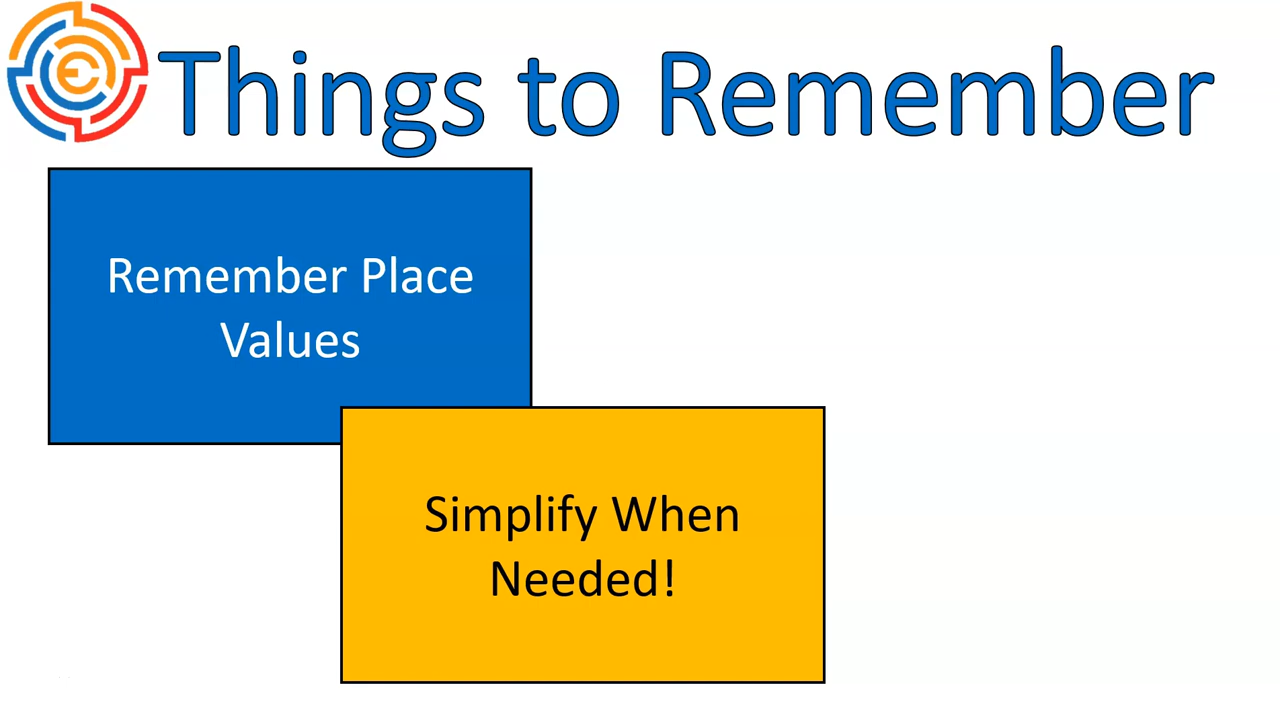 Things to Remember
Remember Place
Values
Simplify When
Needed!